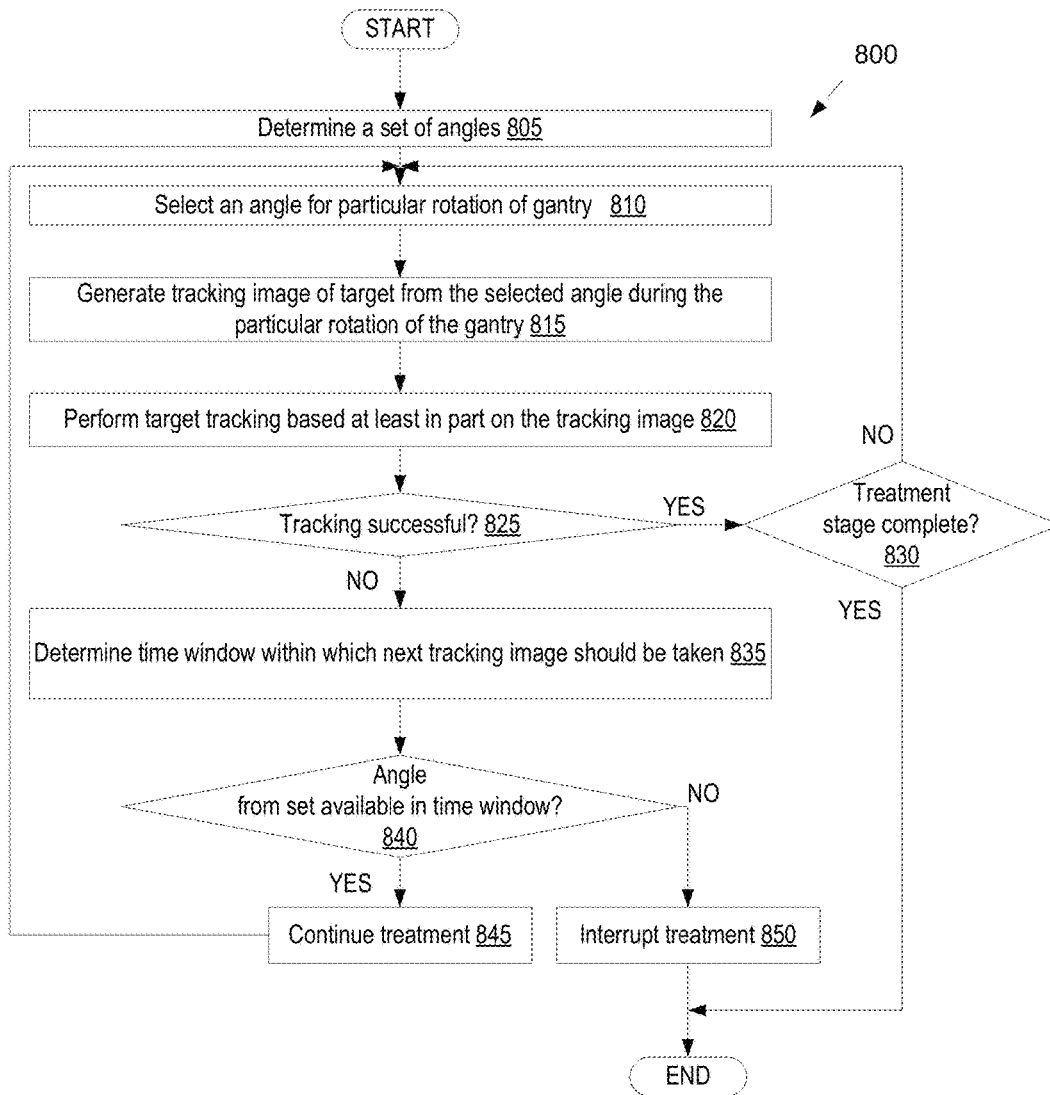 START
800
Determine a set of angles 805
Select an angle for particular rotation of gantry 810
Generate tracking image of target from the selected angle during the
particular rotation of the gantry 815
Perform target tracking based at least in part on the tracking image 820
NO
Tracking successful? 825
YES
Treatment
stage complete?
830
NO
YES
Determine time window within which next tracking image should be taken 835
Angle
from set available in time window?
840
NO
YES
Continue treatment 845
Interrupt treatment 850
END